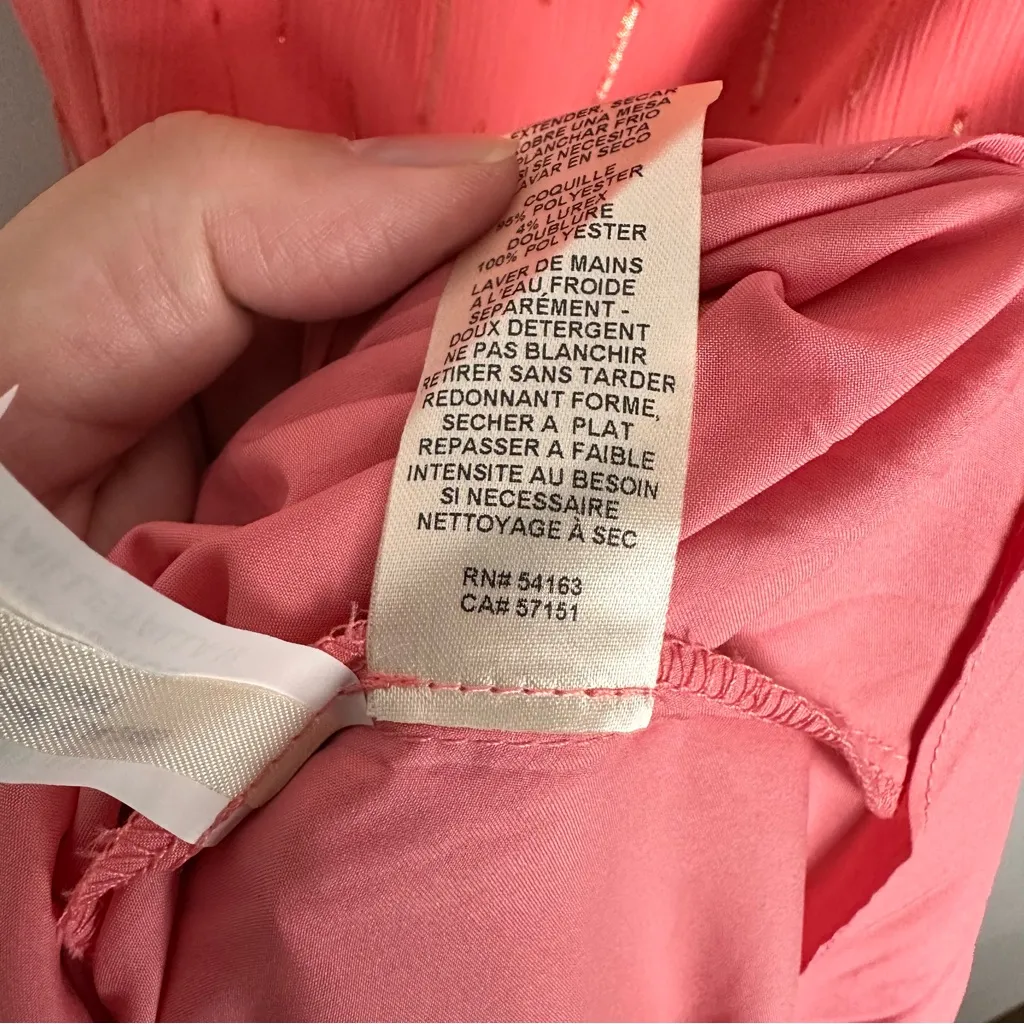 EXTENDER, SECAR
SOBRE UNA MESA
PLANCHAR FRIO
SI SE NECESITA
LAVAR EN SECO
COQUILLE
96% POLYESTER
4% LUREX
DOUBLURE
100% POLYESTER
LAVER DE MAINS
A L'EAU FROIDE
SEPARÉMENT -
DOUX DETERGENT
NE PAS BLANCHIR
RETIRER SANS TARDER
REDONNANT FORME,
SECHER A PLAT
REPASSER A FAIBLE
INTENSITE AU BESOIN
SI NECESSAIRE
NETTOYAGE À SEC
RN# 54163
CA# 57151